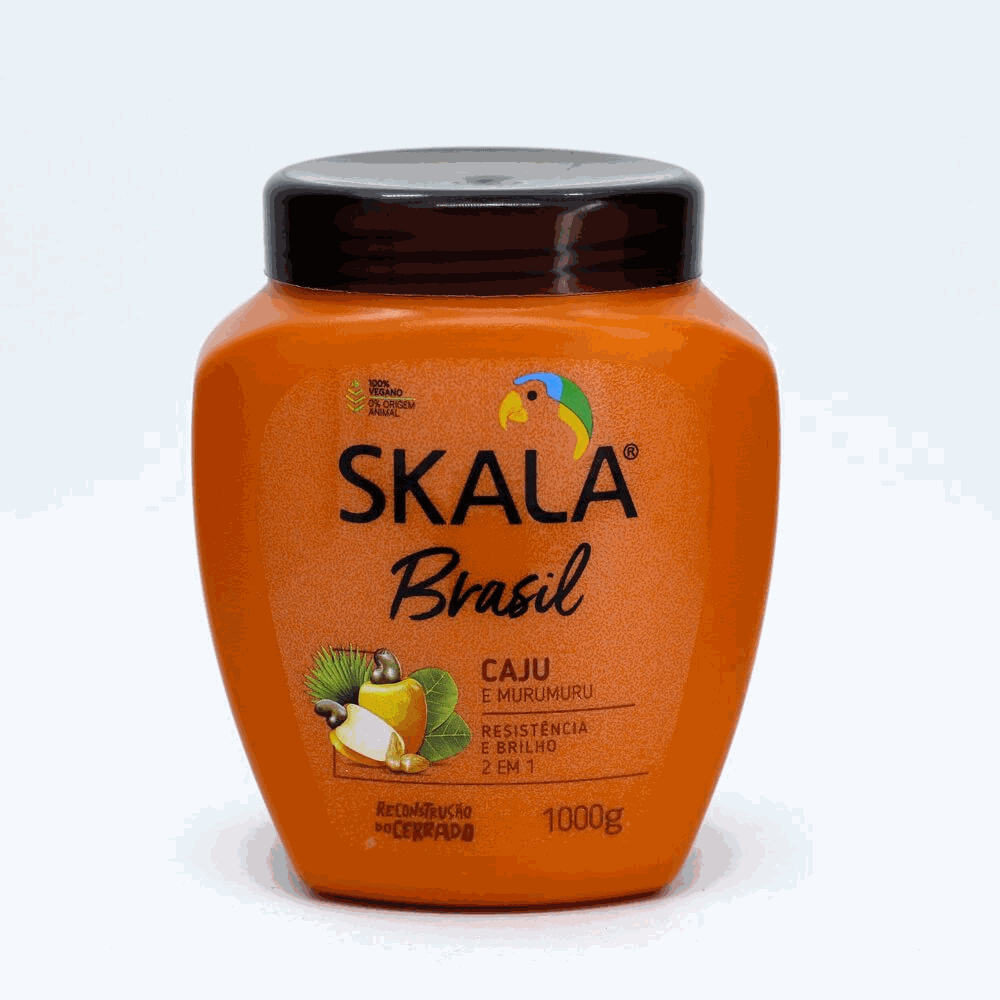 100%
VEGANO
0% ORIGEM
ANIMAL
SKALA®
Brasil
CAJU
E MURUMURU
RESISTÊNCIA
E BRILHO
2 EM 1
RECONSTRUÇÃO
DO CERRADO
1000g